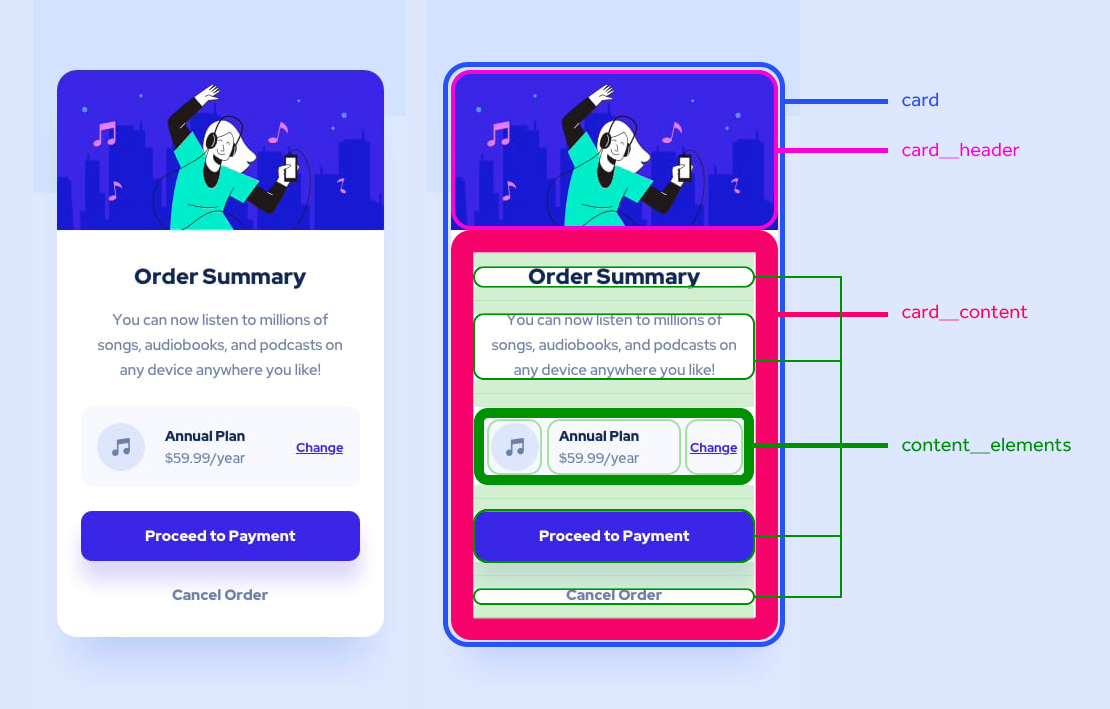 Order Summary
You can now listen to millions of
songs, audiobooks, and podcasts on
any device anywhere you like!
Annual Plan
$59.99/year
Change
Proceed to Payment
Cancel Order
Order Summary
You can now listen to millions of
songs, audiobooks, and podcasts on
any device anywhere you like!
Annual Plan
$59.99/year
Change
Proceed to Payment
Cancel Order
card
card__header
card__content
content__elements